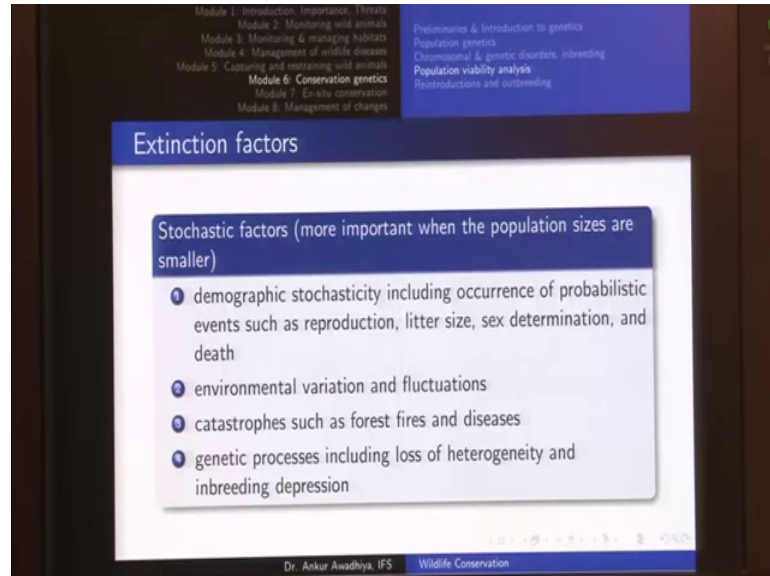 Module 1: Introduction, Importance, Threats
Module 2: Monitoring wild animals
Module 3: Monitoring & managing habitats
Module 4: Management of wildlife diseases
Module 5: Capturing and restraining wild animals
Module 6: Conservation genetics
Module 7: Ex-situ conservation
Module 8: Management of changes
Preliminaries & Introduction to genetics
Population genetics
Chromosomal & genetic disorders, inbreeding
Population viability analysis
Reintroductions and outbreeding
Extinction factors
Stochastic factors (more important when the population sizes are
smaller)
1 demographic stochasticity including occurrence of probabilistic
events such as reproduction, litter size, sex determination, and
death
2 environmental variation and fluctuations
3 catastrophes such as forest fires and diseases
4 genetic processes including loss of heterogeneity and
inbreeding depression
Dr. Ankur Awadhiya, IFS Wildlife Conservation